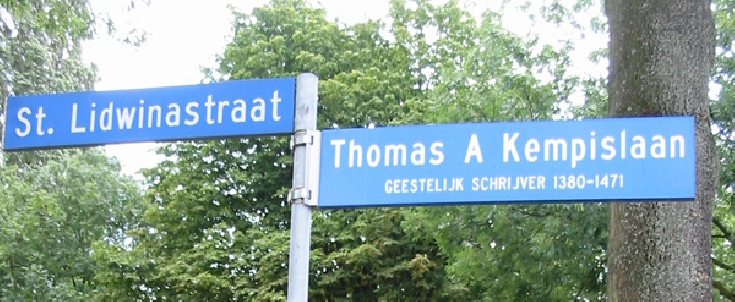 St. Lidwinastraat
Thomas A Kempislaan
GEESTELIJK SCHRIJVER 1380-1471